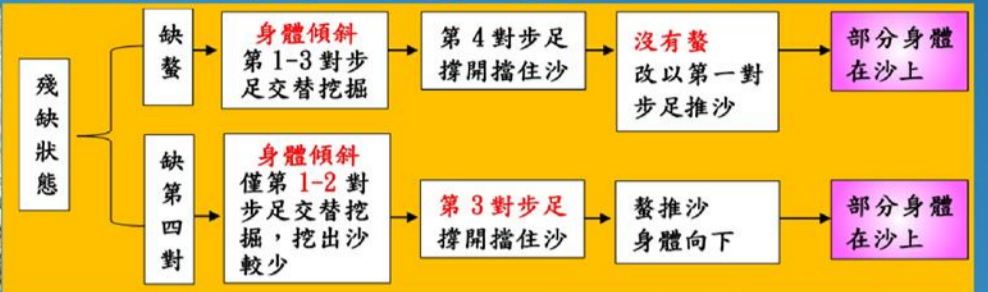 殘
缺
狀
態
缺
螯
身體傾斜
第 1-3 對步
足交替挖掘
第 4 對步足
撐開擋住沙
沒有螯
改以第一對
步足推沙
部分身體
在沙上
缺
第
四
對
身體傾斜
僅第 1-2 對
步足交替挖
掘，挖出沙
較少
第 3 對步足
撐開擋住沙
螯推沙
身體向下
部分身體
在沙上